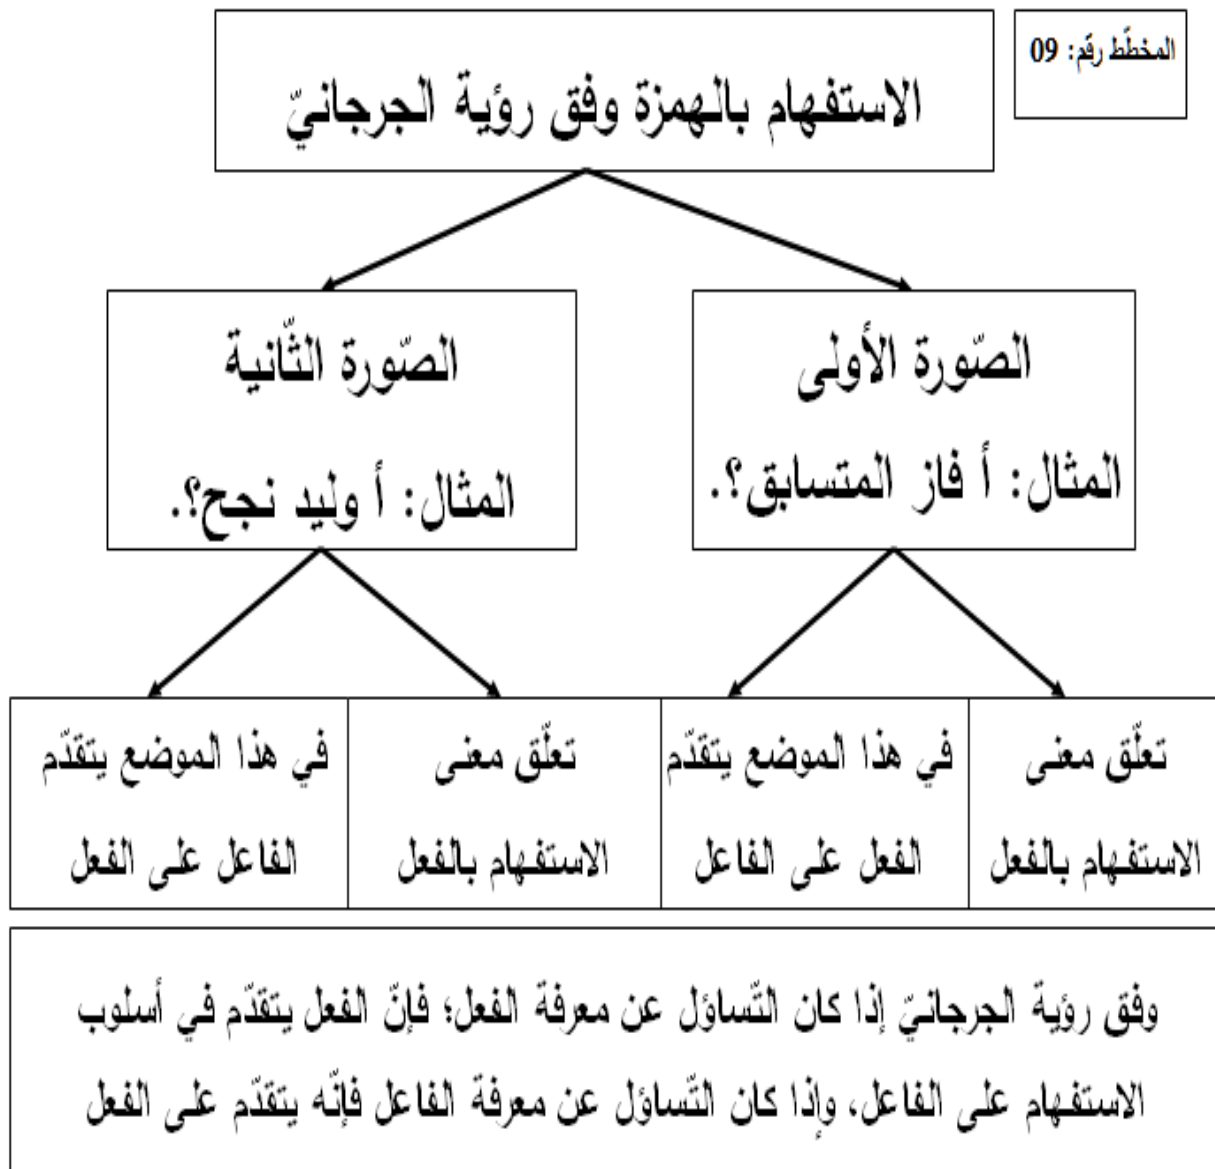 المخطّط رقم: 09
الاستفهام بالهمزة وفق رؤية الجرجانيّ
الصّورة الأولى
المثال: أ فاز المتسابق؟.
الصّورة الثّانية
المثال: أ وليد نجح؟.
تعلّق معنى
الاستفهام بالفعل
في هذا الموضع يتقدّم
الفعل على الفاعل
تعلّق معنى
الاستفهام بالفعل
في هذا الموضع يتقدّم
الفاعل على الفعل
وفق رؤية الجرجانيّ إذا كان التّساؤل عن معرفة الفعل؛ فإنّ الفعل يتقدّم في أسلوب
الاستفهام على الفاعل، وإذا كان التّساؤل عن معرفة الفاعل فإنّه يتقدّم على الفعل